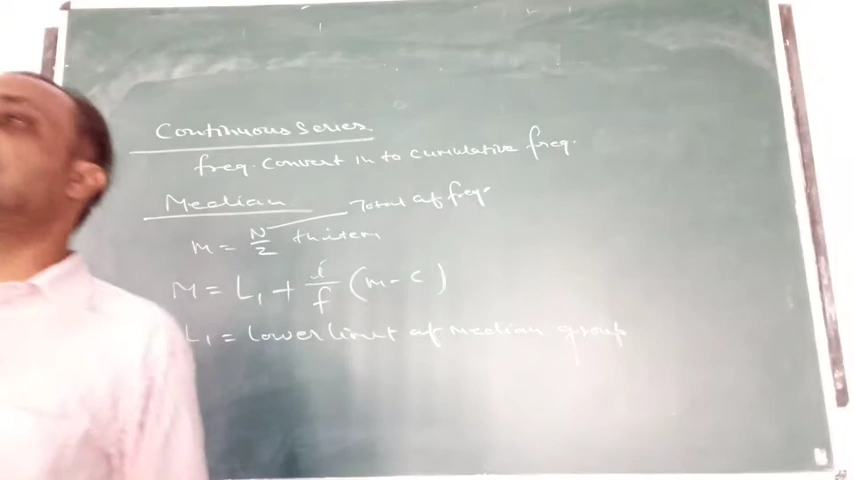 Continuous Series.
freq. Convert in to cumulative freq.
Median
Total of freq.
m = N/2 th item
M = L₁ + i/f (m - c)
L₁ = lower limit of median group